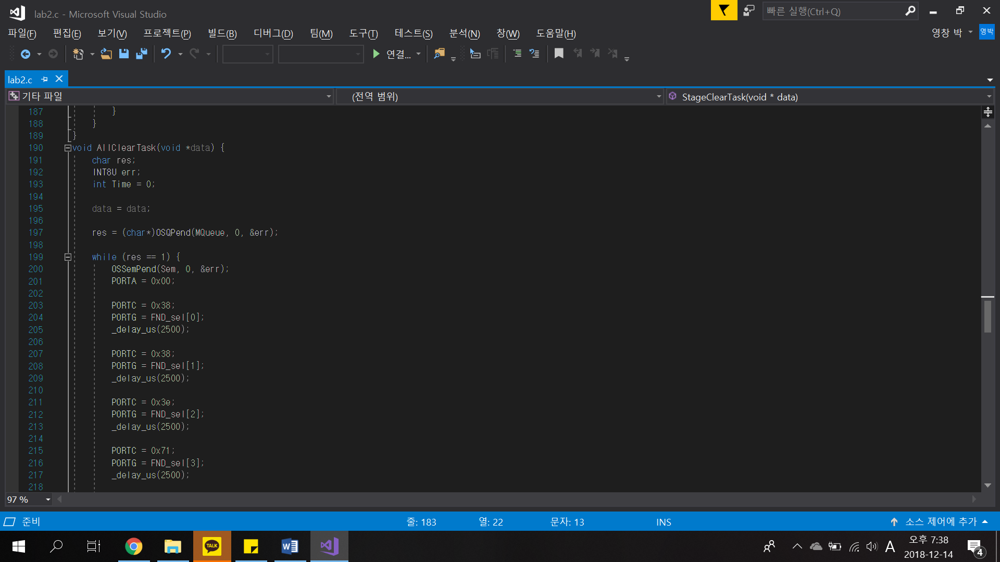 lab2.c - Microsoft Visual Studio
빠른 실행(Ctrl+Q)
파일(F) 편집(E) 보기(V) 프로젝트(P) 빌드(B) 디버그(D) 팀(M) 도구(T) 테스트(S) 분석(N) 창(W) 도움말(H)
영창 박 영박
연결...
lab2.c
기타 파일 (전역 범위) StageClearTask(void * data)
187 }
188 }
189 }
190 void AllClearTask(void *data) {
191 char res;
192 INT8U err;
193 int Time = 0;
194
195 data = data;
196
197 res = (char*)OSQPend(MQueue, 0, &err);
198
199 while (res == 1) {
200 OSSemPend(Sem, 0, &err);
201 PORTA = 0x00;
202
203 PORTC = 0x38;
204 PORTG = FND_sel[0];
205 _delay_us(2500);
206
207 PORTC = 0x38;
208 PORTG = FND_sel[1];
209 _delay_us(2500);
210
211 PORTC = 0x3e;
212 PORTG = FND_sel[2];
213 _delay_us(2500);
214
215 PORTC = 0x71;
216 PORTG = FND_sel[3];
217 _delay_us(2500);
218
97 %
준비 줄: 183 열: 22 문자: 13 INS 소스 제어에 추가
TALK
A
오후 7:38
2018-12-14
4